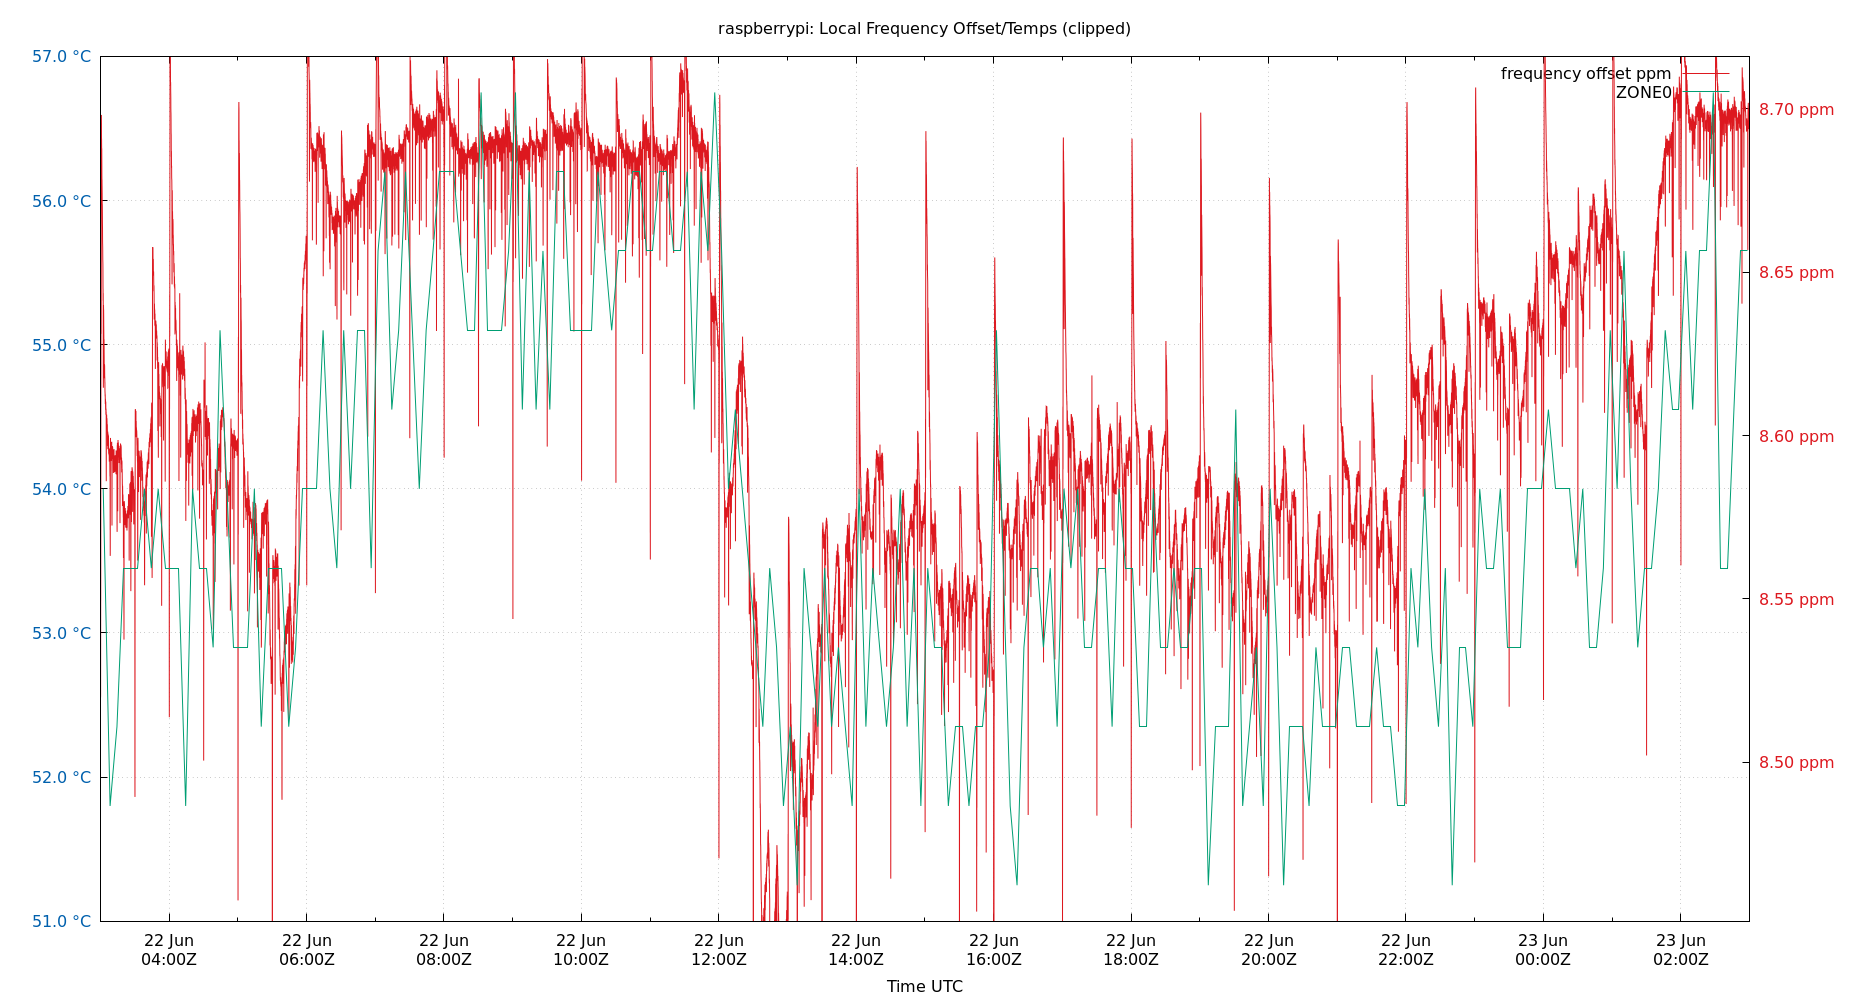 raspberrypi: Local Frequency Offset/Temps (clipped)
57.0 °C
56.0 °C
55.0 °C
54.0 °C
53.0 °C
52.0 °C
51.0 °C
frequency offset ppm
ZONE0
8.70 ppm
8.65 ppm
8.60 ppm
8.55 ppm
8.50 ppm
22 Jun 22 Jun 22 Jun 22 Jun 22 Jun 22 Jun 22 Jun 22 Jun 22 Jun 22 Jun 23 Jun 23 Jun
04:00Z 06:00Z 08:00Z 10:00Z 12:00Z 14:00Z 16:00Z 18:00Z 20:00Z 22:00Z 00:00Z 02:00Z
Time UTC